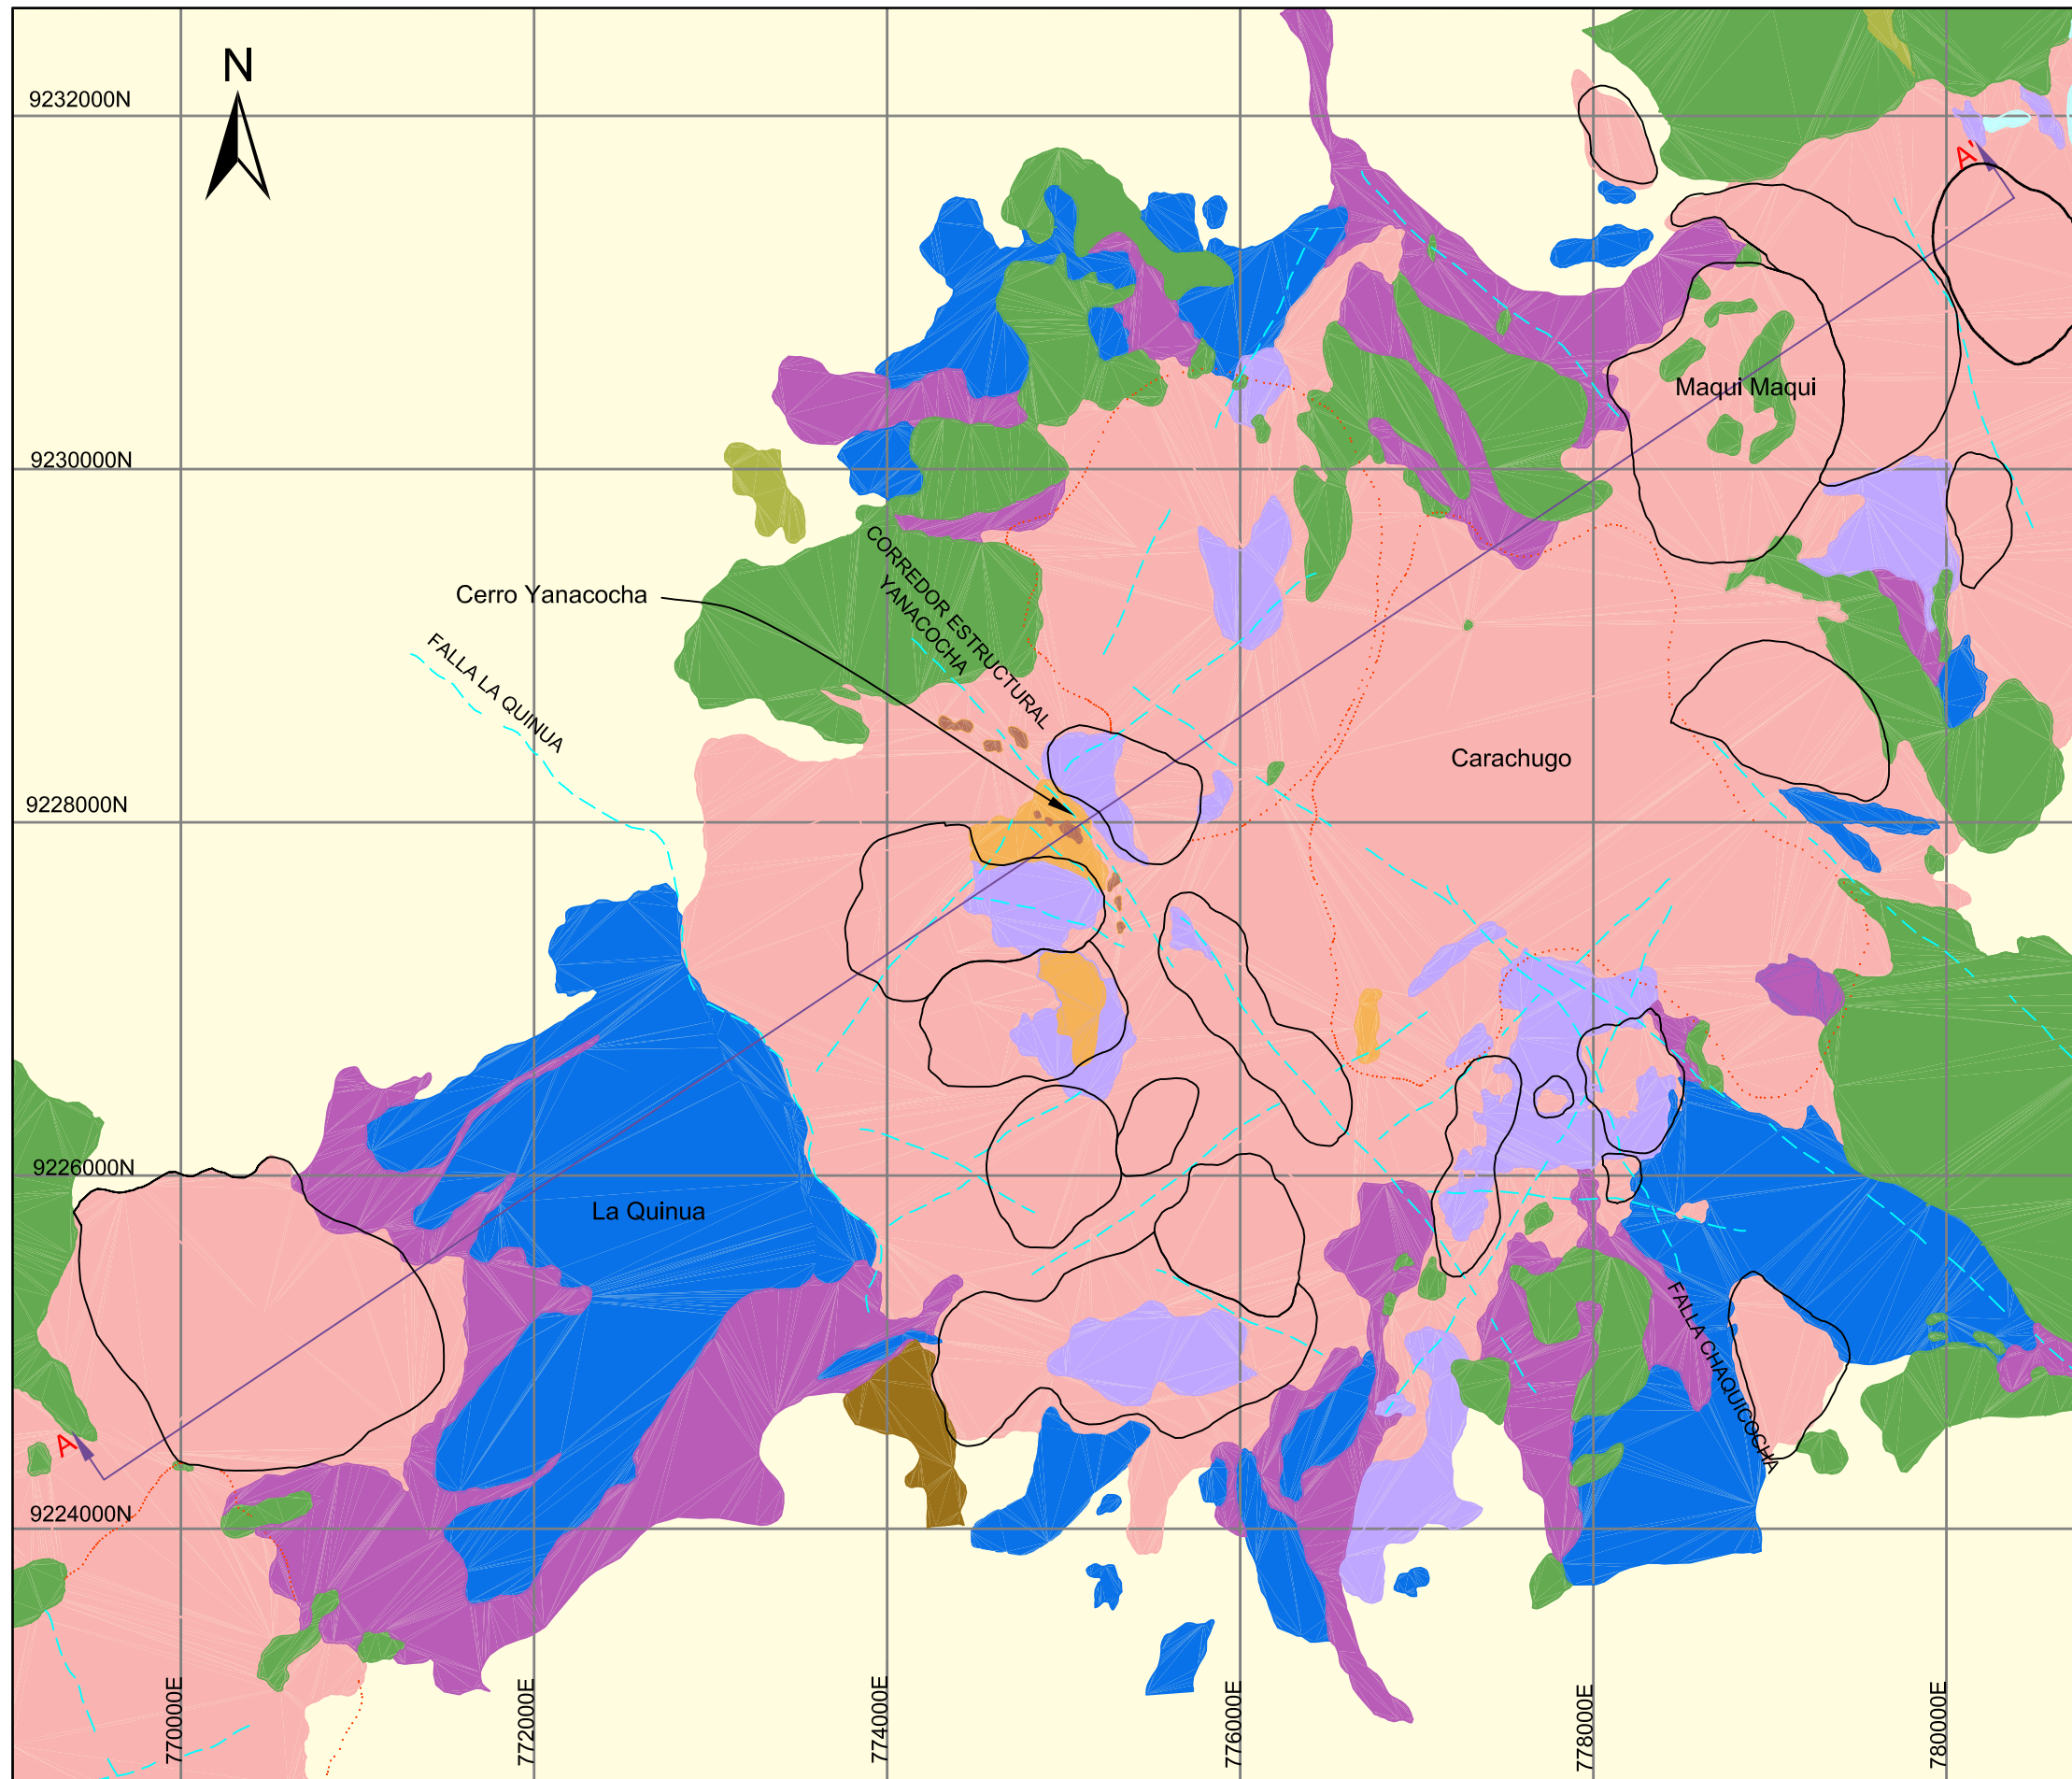 N
9232000N
A'
Maqui Maqui
9230000N
CORREDOR ESTRUCTURAL
YANACOCHA
Cerro Yanacocha
FALLA LA QUINUA
Carachugo
9228000N
9226000N
La Quinua
FALLA CHAQUICOCHA
A
9224000N
770000E
772000E
774000E
776000E
778000E
780000E